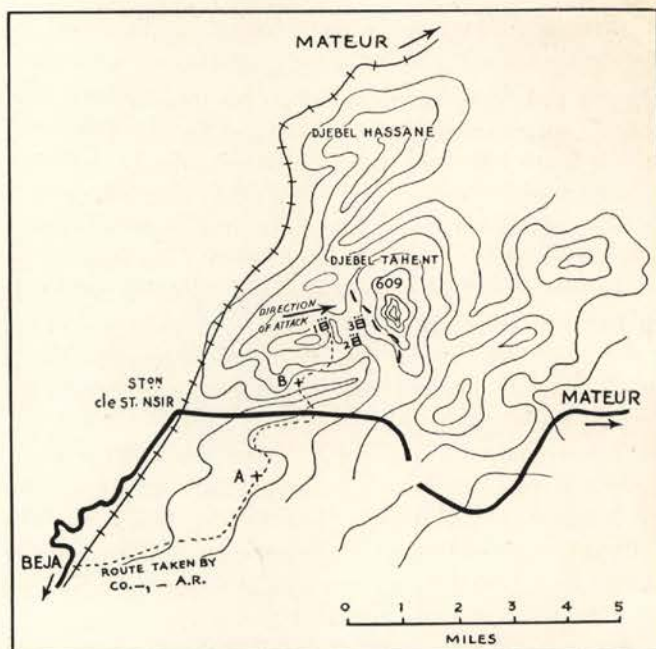 MATEUR
DJEBEL HASSANE
DJEBEL TAHENT
609
DIRECTION
OF ATTACK
1
3
2
STᴼᴺ
cle ST. NSIR
B
MATEUR
A
BEJA
ROUTE TAKEN BY
CO.—, — A.R.
0 1 2 3 4 5
MILES